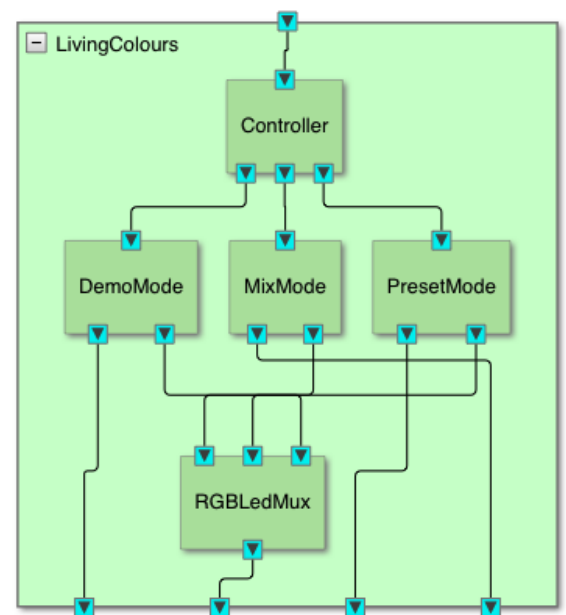 LivingColours
Controller
DemoMode
MixMode
PresetMode
RGBLedMux